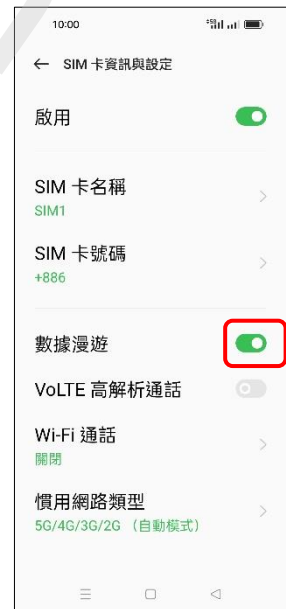 10:00
← SIM 卡資訊與設定
啟用
SIM 卡名稱
SIM1
SIM 卡號碼
+886
數據漫遊
VoLTE 高解析通話
Wi-Fi 通話
關閉
慣用網路類型
5G/4G/3G/2G （自動模式）